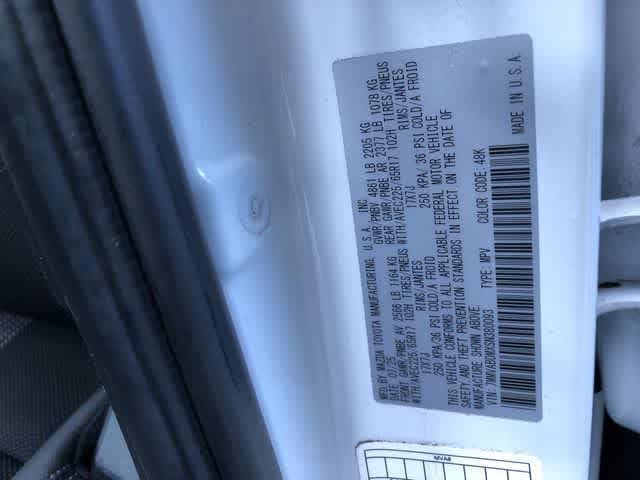 MFD BY MAZDA TOYOTA MANUFACTURING, U.S.A. INC.
GVWR/PNBV 4861 LB 2205 KG
FRONT GAWR/PNBE AV 2566 LB 1164 KG REAR GAWR/PNBE AR 2377 LB 1078 KG
WITH/AVEC225/65R17 102H TIRES/PNEUS WITH/AVEC225/65R17 102H TIRES/PNEUS
17X7J RIMS/JANTES 17X7J RIMS/JANTES
250 KPA/36 PSI COLD/A FROID 250 KPA/ 36 PSI COLD/A FROID
THIS VEHICLE CONFORMS TO ALL APPLICABLE FEDERAL MOTOR VEHICLE
SAFETY AND THEFT PREVENTION STANDARDS IN EFFECT ON THE DATE OF
MANUFACTURE SHOWN ABOVE.
TYPE: MPV COLOR CODE: 48K
MADE IN U.S.A.